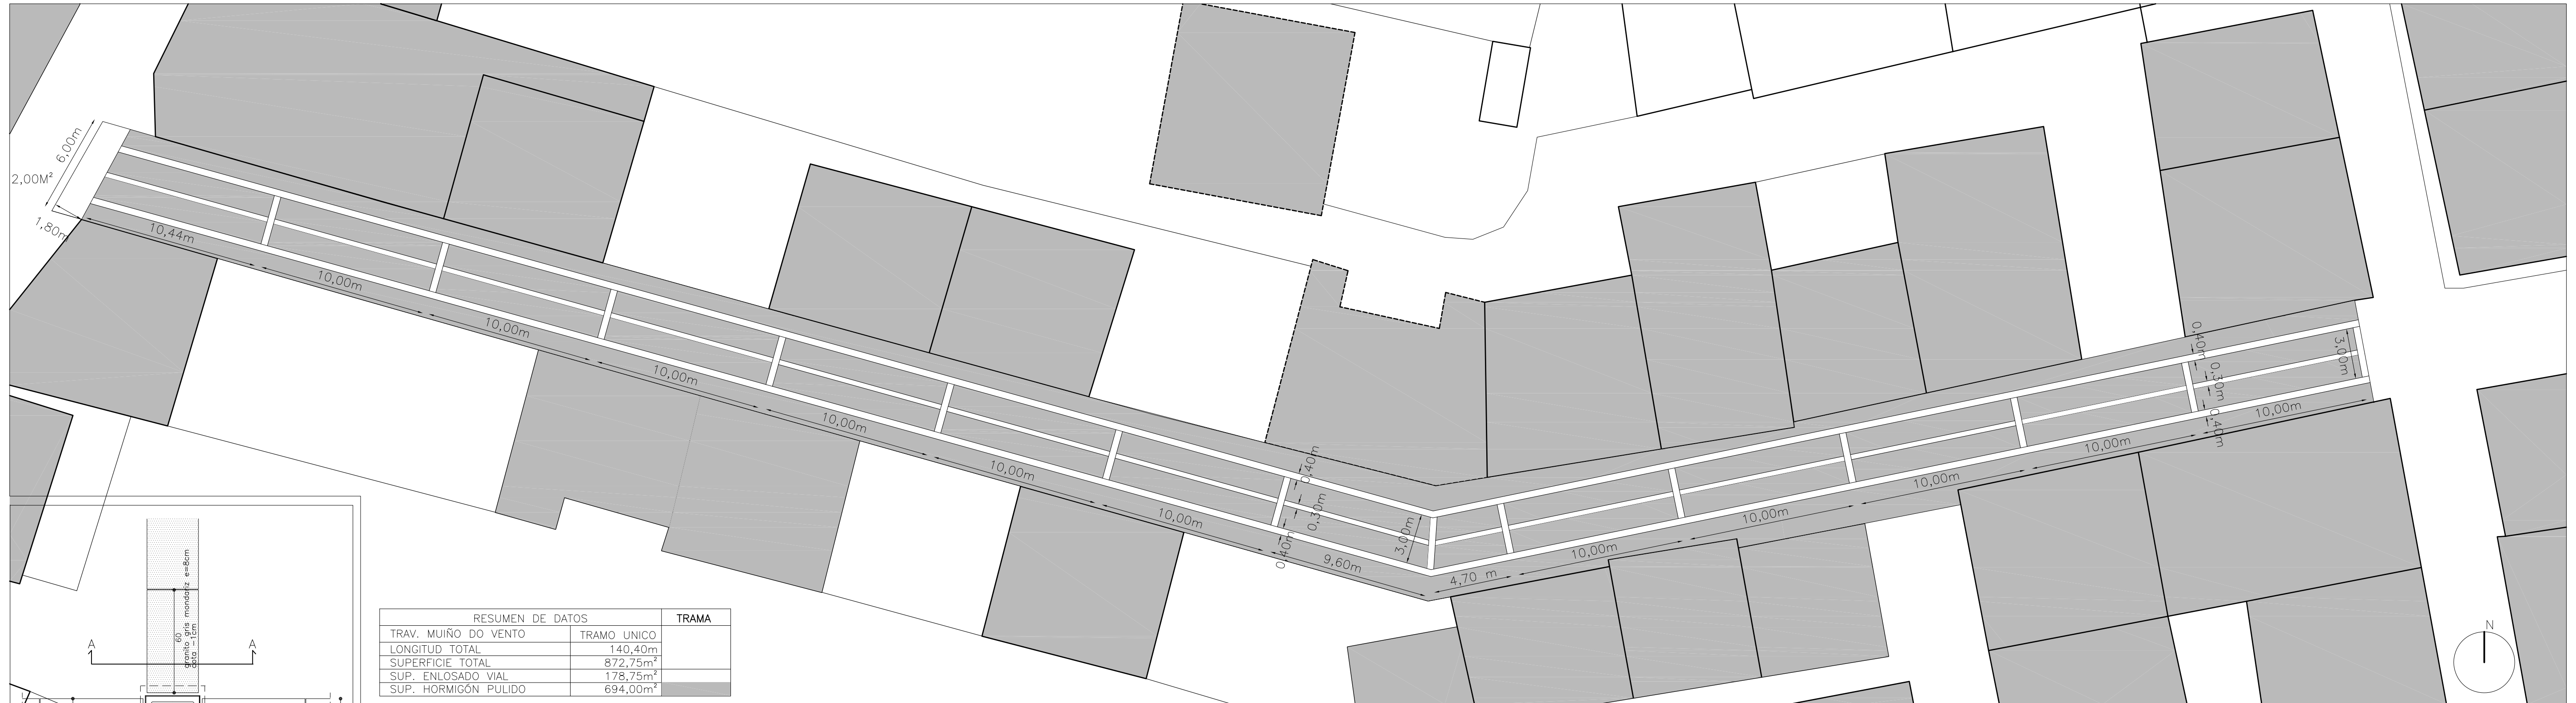 6,00m
2,00M²
1,80m
10,44m
10,00m
10,00m
10,00m
10,00m
10,00m
10,00m
9,60m
0,40m
0,30m
0,40m
3,00m
4,70 m
10,00m
10,00m
10,00m
10,00m
10,00m
0,40m
0,30m
0,40m
3,00m
A A
60
granito gris mondariz e=8cm
cota -1cm
RESUMEN DE DATOS TRAMA
TRAV. MUIÑO DO VENTO TRAMO UNICO
LONGITUD TOTAL 140,40m
SUPERFICIE TOTAL 872,75m²
SUP. ENLOSADO VIAL 178,75m²
SUP. HORMIGÓN PULIDO 694,00m²
N